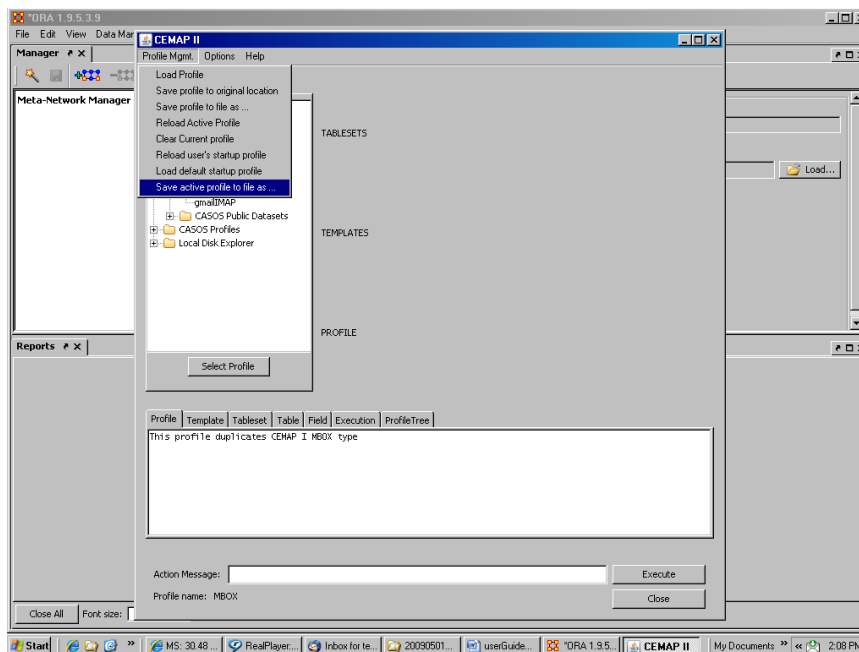 *ORA 1.9.5.3.9
File Edit View Data Mar
Manager
Meta-Network Manager
Load...
Reports
Close All Font size:
CEMAP II
Profile Mgmt. Options Help
Load Profile
Save profile to original location
Save profile to file as ...
Reload Active Profile
Clear Current profile
Reload user's startup profile
Load default startup profile
Save active profile to file as ...
gmailIMAP
CASOS Public Datasets
CASOS Profiles
Local Disk Explorer
Select Profile
TABLESETS
TEMPLATES
PROFILE
Profile Template Tableset Table Field Execution ProfileTree
This profile duplicates CEMAP I MBOX type
Action Message: Execute
Profile name: MBOX Close
Start MS: 30.48 ... RealPlayer... Inbox for te... 20090501... userGuide... *ORA 1.9.5... CEMAP II My Documents 2:08 PM